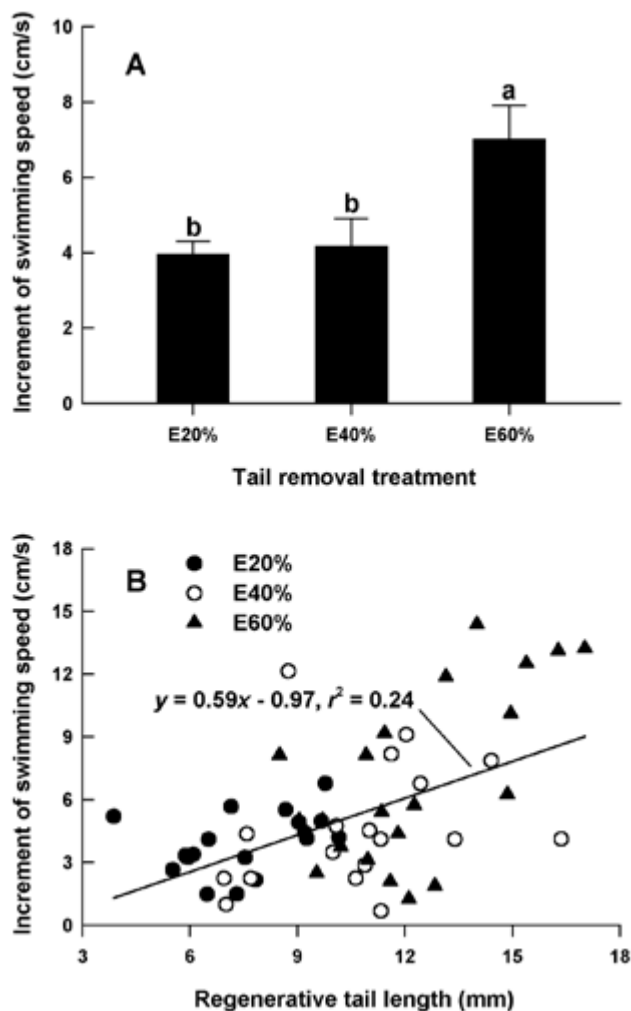 A
Increment of swimming speed (cm/s)
10
8
6
4
2
0
b
b
a
E20%
E40%
E60%
Tail removal treatment
B
Increment of swimming speed (cm/s)
18
15
12
9
6
3
0
E20%
E40%
E60%
y = 0.59x - 0.97, r² = 0.24
3
6
9
12
15
18
Regenerative tail length (mm)